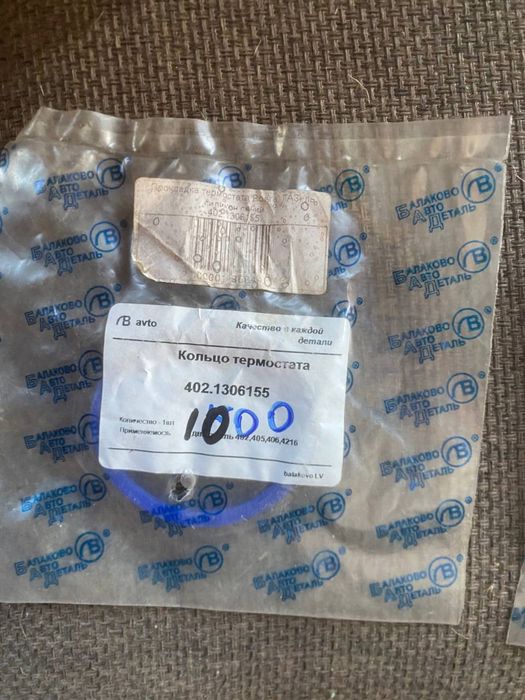 Прокладка термостата
402.1306155
ЛВ avto
Качество в каждой
детали
Кольцо термостата
402.1306155
Количество - 1шт
Применяемость
402,405,406,4216
1000
balakovo LV
БАЛАКОВО
АВТО
ДЕТАЛЬ